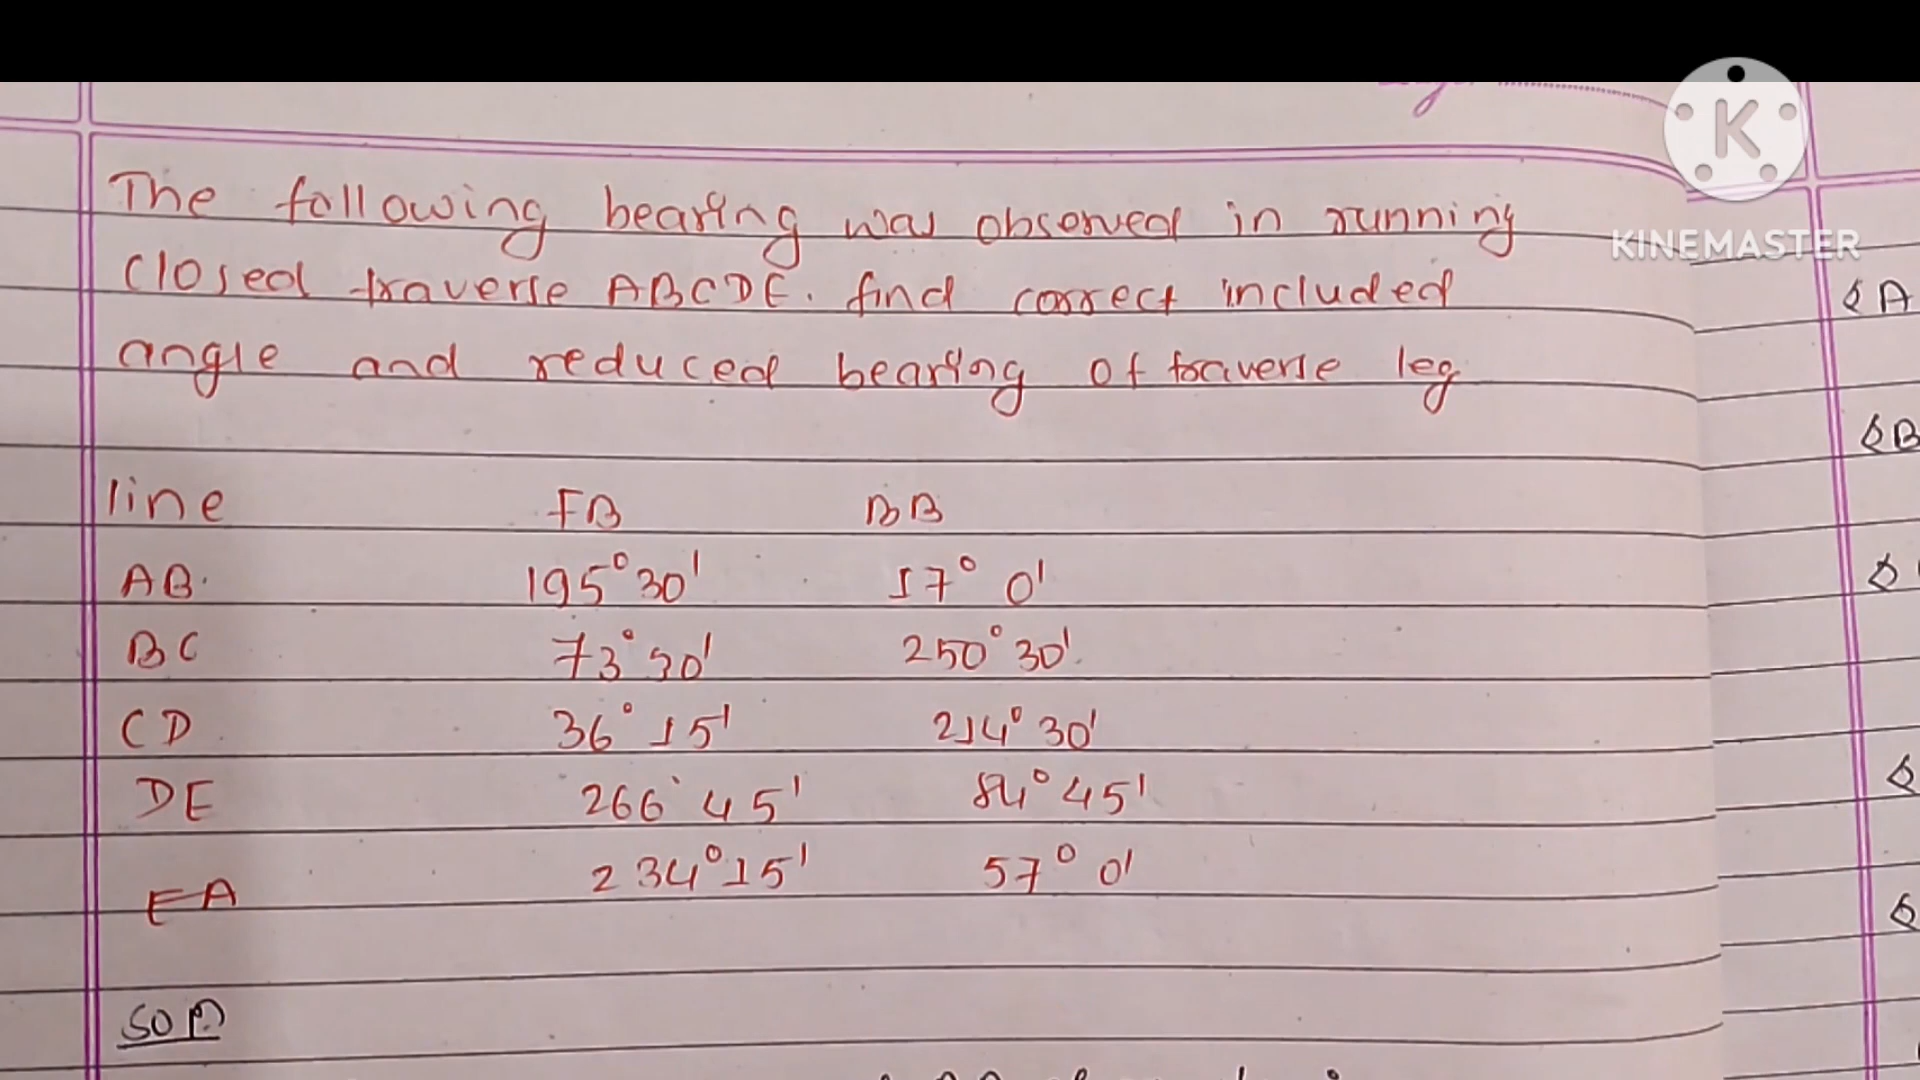 The following bearing was observed in running
closed traverse ABCDE. find correct included
angle and reduced bearing of traverse leg
line FB BB
AB. 195°30' 17° 0'
BC 73°30' 250°30'.
CD 36°15' 214°30'
DE 266°45' 84°45'
EA 234°15' 57° 0'
Soln
K
KINEMASTER
A
B